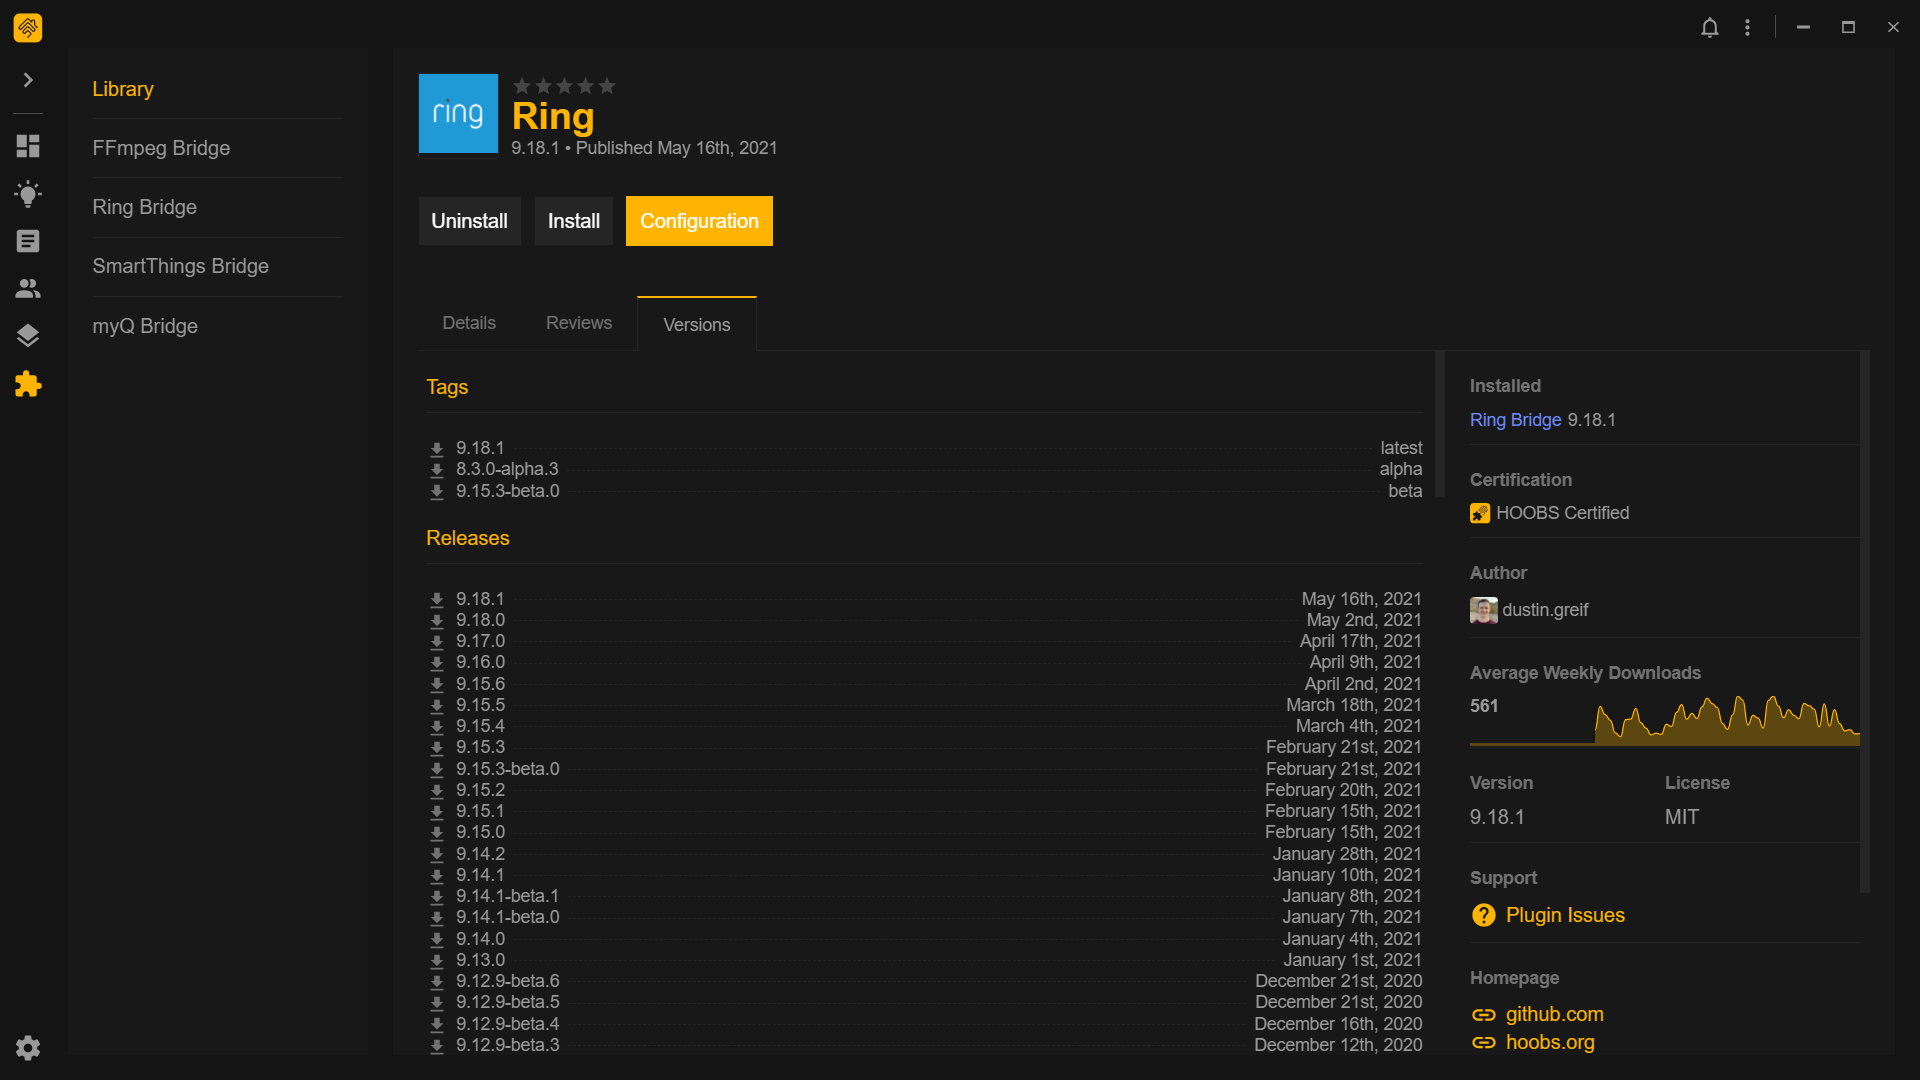 Library
FFmpeg Bridge
Ring Bridge
SmartThings Bridge
myQ Bridge
ring
Ring
9.18.1 • Published May 16th, 2021
Uninstall Install Configuration
Details Reviews Versions
Tags
9.18.1 latest
8.3.0-alpha.3 alpha
9.15.3-beta.0 beta
Releases
9.18.1 May 16th, 2021
9.18.0 May 2nd, 2021
9.17.0 April 17th, 2021
9.16.0 April 9th, 2021
9.15.6 April 2nd, 2021
9.15.5 March 18th, 2021
9.15.4 March 4th, 2021
9.15.3 February 21st, 2021
9.15.3-beta.0 February 21st, 2021
9.15.2 February 20th, 2021
9.15.1 February 15th, 2021
9.15.0 February 15th, 2021
9.14.2 January 28th, 2021
9.14.1 January 10th, 2021
9.14.1-beta.1 January 8th, 2021
9.14.1-beta.0 January 7th, 2021
9.14.0 January 4th, 2021
9.13.0 January 1st, 2021
9.12.9-beta.6 December 21st, 2020
9.12.9-beta.5 December 21st, 2020
9.12.9-beta.4 December 16th, 2020
9.12.9-beta.3 December 12th, 2020
Installed
Ring Bridge 9.18.1
Certification
HOOBS Certified
Author
dustin.greif
Average Weekly Downloads
561
Version License
9.18.1 MIT
Support
Plugin Issues
Homepage
github.com
hoobs.org